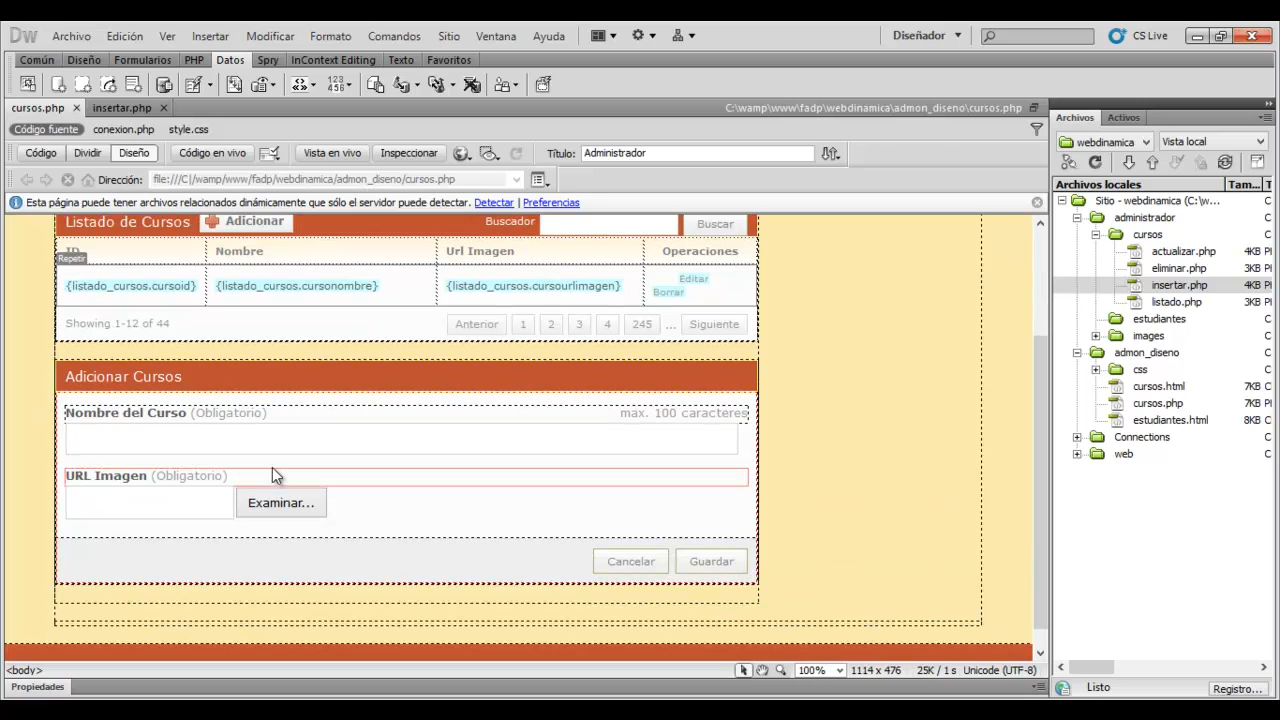 Dw Archivo Edición Ver Insertar Modificar Formato Comandos Sitio Ventana Ayuda Diseñador CS Live
Común Diseño Formularios PHP Datos Spry InContext Editing Texto Favoritos
cursos.php insertar.php C:\wamp\www\fadp\webdinamica\admon_diseno\cursos.php
Código fuente conexion.php style.css
Código Dividir Diseño Código en vivo Vista en vivo Inspeccionar Título: Administrador
Dirección: file:///C|/wamp/www/fadp/webdinamica/admon_diseno/cursos.php
Esta página puede tener archivos relacionados dinámicamente que sólo el servidor puede detectar. Detectar Preferencias
Listado de Cursos Adicionar Buscador Buscar
ID Nombre Url Imagen Operaciones
Repetir
{listado_cursos.cursoid} {listado_cursos.cursonombre} {listado_cursos.cursourlimagen} Editar
Borrar
Showing 1-12 of 44 Anterior 1 2 3 4 245 ... Siguiente
Adicionar Cursos
Nombre del Curso (Obligatorio) max. 100 caracteres
URL Imagen (Obligatorio)
Examinar...
Cancelar Guardar
<body> 100% 1114 x 476 25K / 1 s Unicode (UTF-8)
Propiedades
Archivos Activos
webdinamica Vista local
Archivos locales Tam... T
Sitio - webdinamica (C:\w... C
administrador C
cursos C
actualizar.php 4KB Pl
eliminar.php 3KB Pl
insertar.php 4KB Pl
listado.php 3KB Pl
estudiantes C
images C
admon_diseno C
css C
cursos.html 7KB C
cursos.php 7KB Pl
estudiantes.html 8KB C
Connections C
web C
Listo Registro...